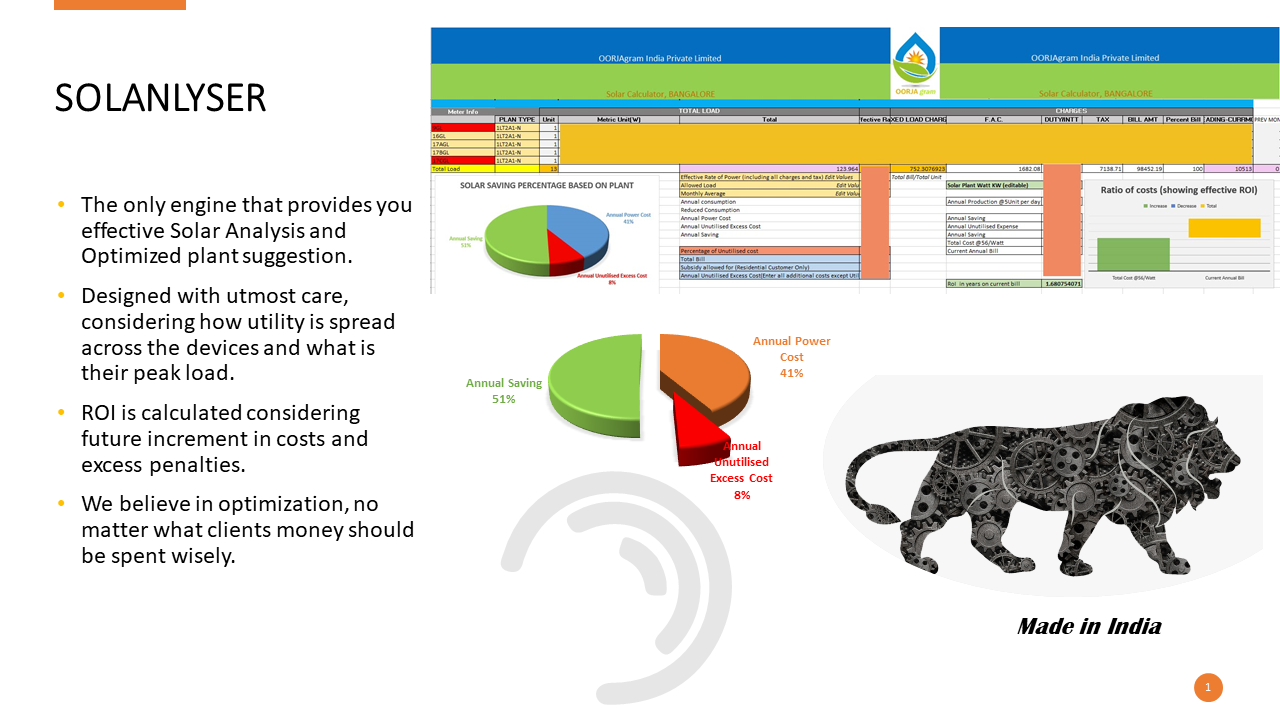 SOLANLYSER
• The only engine that provides you
effective Solar Analysis and
Optimized plant suggestion.
• Designed with utmost care,
considering how utility is spread
across the devices and what is
their peak load.
• ROI is calculated considering
future increment in costs and
excess penalties.
• We believe in optimization, no
matter what clients money should
be spent wisely.
OORJAgram India Private Limited
OORJAgram India Private Limited
OORJA gram
Solar Calculator, BANGALORE
Solar Calculator, BANGALORE
Meter Info TOTAL LOAD CHARGES
PLAN TYPE Unit Metric Unit(W) Total F.A.C. DUTY/INTT TAX BILL AMT Percent Bill PREV MON
1LT2A1-N 1
16GL 1LT2A1-N 1
17AGL 1LT2A1-N 1
17BGL 1LT2A1-N 1
1LT2A1-N 1
Total Load 13 123.964 752.3076923 1682.08 7138.71 98452.19 100 10513 0
SOLAR SAVING PERCENTAGE BASED ON PLANT
Annual Power Cost
41%
Annual Saving
51%
Annual Unutilised Excess Cost
8%
Effective Rate of Power (including all charges and tax) Edit Values Total Bill/Total Unit
Allowed Load Edit Valu
Monthly Average Edit Valu
Annual consumption
Reduced Consumption
Annual Power Cost
Annual Unutilised Excess Cost
Annual Saving
Percentage of Unutilised cost
Total Bill
Subsidy allowed for (Residential Customer Only)
Annual Unutilised Excess Cost(Enter all additional costs except Util
Solar Plant Watt KW (editable)
Annual Production @5Unit per day
Annual Saving
Annual Unutilised Expense
Annual Saving
Total Cost @56/Watt
Current Annual Bill
RoI in years on current bill 1.680754071
Ratio of costs (showing effective ROI)
Increase Decrease Total
Total Cost @56/Watt Current Annual Bill
Annual Power
Cost
41%
Annual Saving
51%
Annual
Unutilised
Excess Cost
8%
Made in India
1